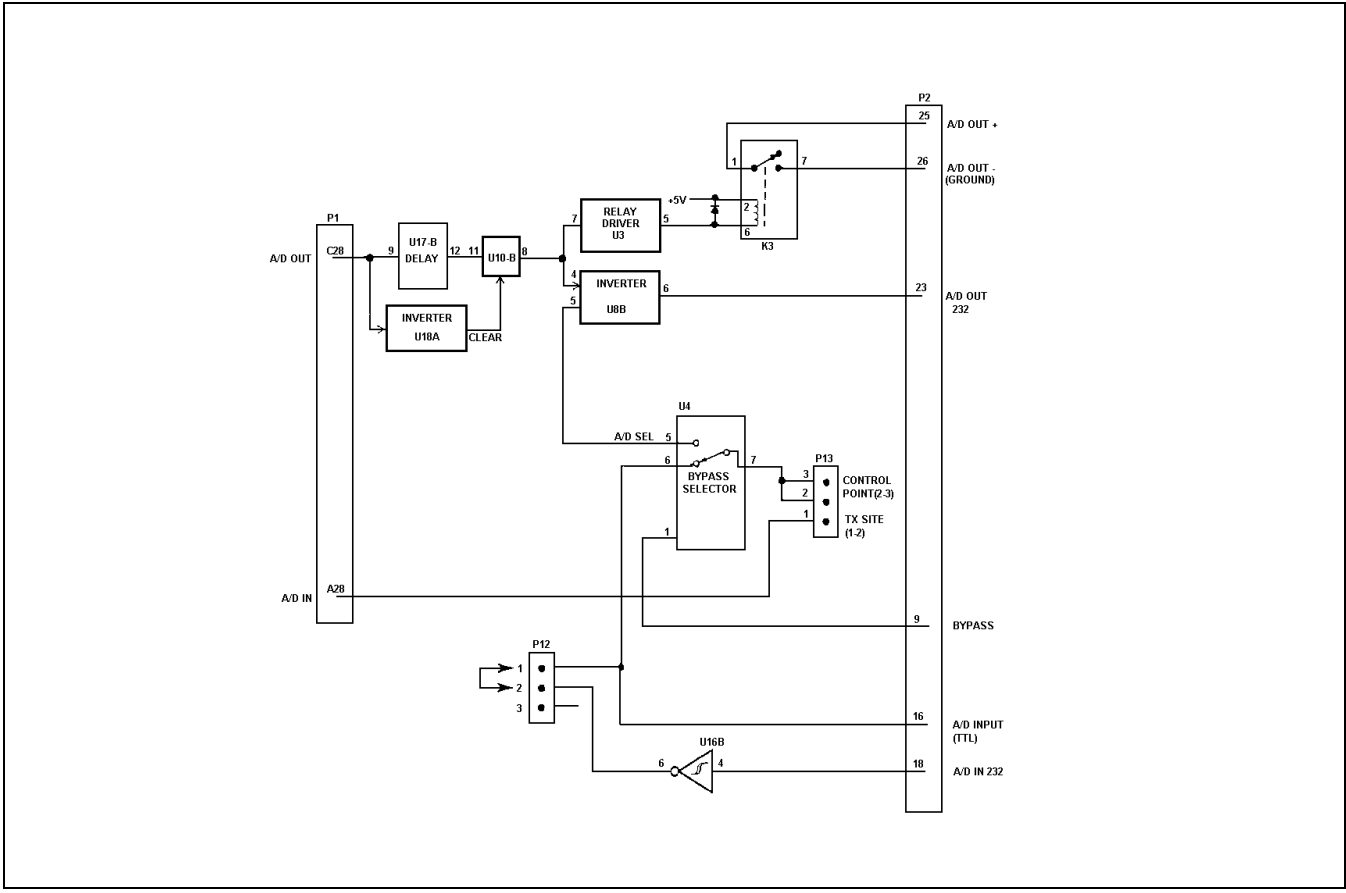 P2
25
A/D OUT +
1
7
26
A/D OUT -
(GROUND)
+5V
2
6
K3
P1
7
RELAY
DRIVER
U3
5
A/D OUT
C28
9
U17-B
DELAY
12
11
U10-B
8
4
INVERTER
U8B
5
6
23
A/D OUT
232
INVERTER
U18A
CLEAR
U4
A/D SEL
5
6
BYPASS
SELECTOR
7
1
P13
3
2
1
CONTROL
POINT(2-3)
TX SITE
(1-2)
A/D IN
A28
9
BYPASS
P12
1
2
3
16
A/D INPUT
(TTL)
U16B
6
4
18
A/D IN 232